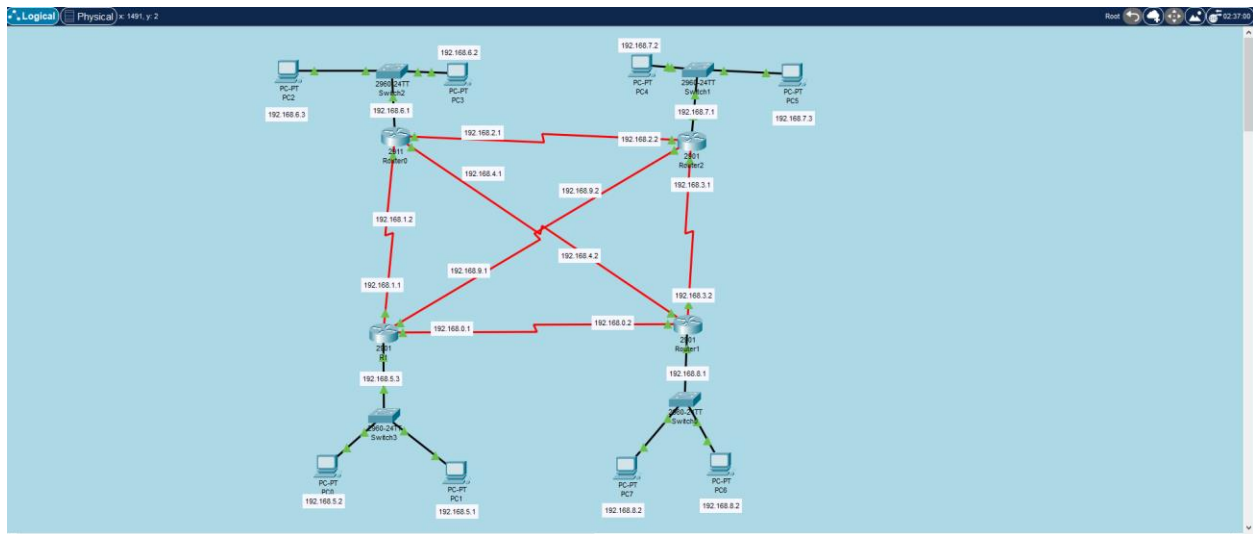 Logical
Physical
x: 1491, y: 2
Root
02:37:00
192.168.6.2
192.168.7.2
PC-PT
PC2
2960-24TT
Switch2
PC-PT
PC3
PC-PT
PC4
2960-24TT
Switch1
PC-PT
PC5
192.168.6.3
192.168.6.1
192.168.7.1
192.168.7.3
192.168.2.1
192.168.2.2
2911
Router0
2901
Router2
192.168.4.1
192.168.9.2
192.168.3.1
192.168.1.2
192.168.4.2
192.168.9.1
192.168.1.1
192.168.3.2
192.168.0.1
192.168.0.2
2901
R1
2901
Router1
192.168.5.3
192.168.8.1
2960-24TT
Switch3
2960-24TT
PC-PT
PC0
192.168.5.2
PC-PT
PC1
192.168.5.1
PC-PT
PC7
192.168.8.2
PC-PT
PC6
192.168.8.2